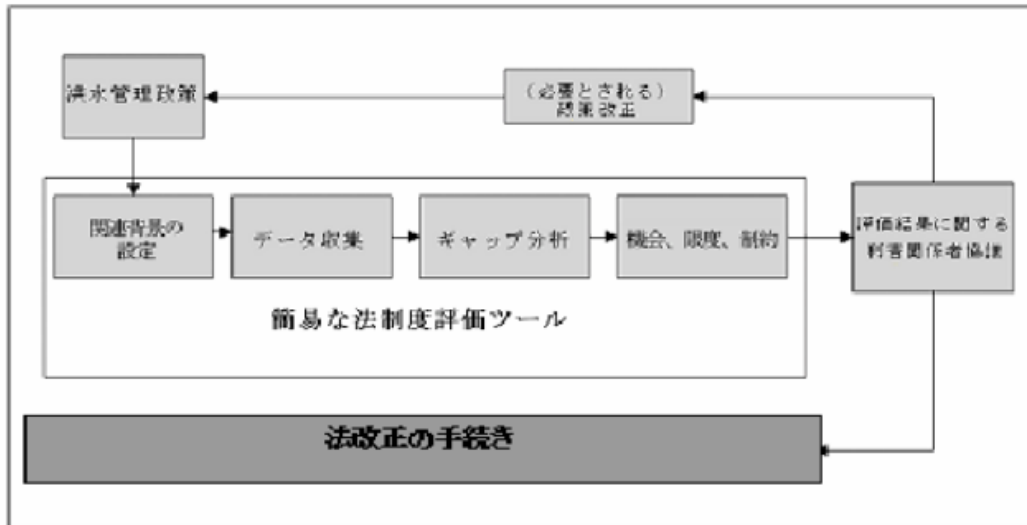 洪水管理政策
（必要とされる）
政策改正
関連背景の
設定
データ収集
ギャップ分析
機会、限度、制約
評価結果に関する
利害関係者協議
簡易な法制度評価ツール
法改正の手続き